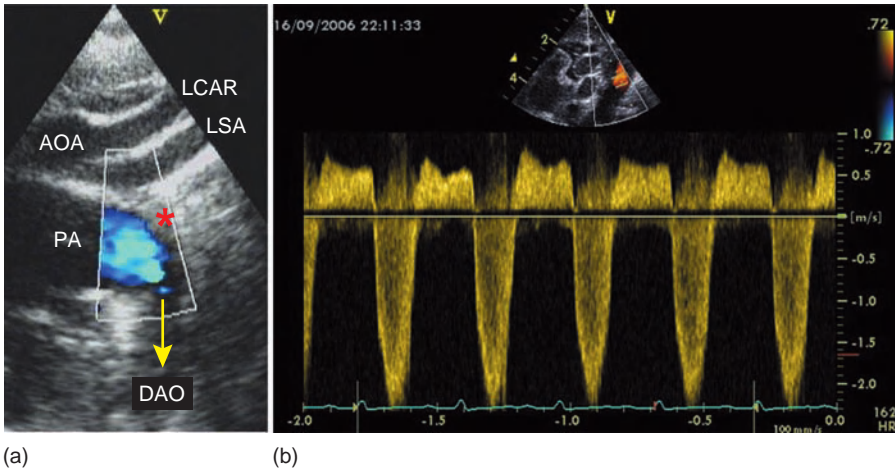 V
LCAR
LSA
AOA
*
PA
DAO
(a)
16/09/2006 22:11:33
V
.72
2
4
-.72
1.0
0.5
[m/s]
-0.5
-1.0
-1.5
-2.0
-2.0 -1.5 -1.0 -0.5 0.0
100 mm/s
162
HR
(b)